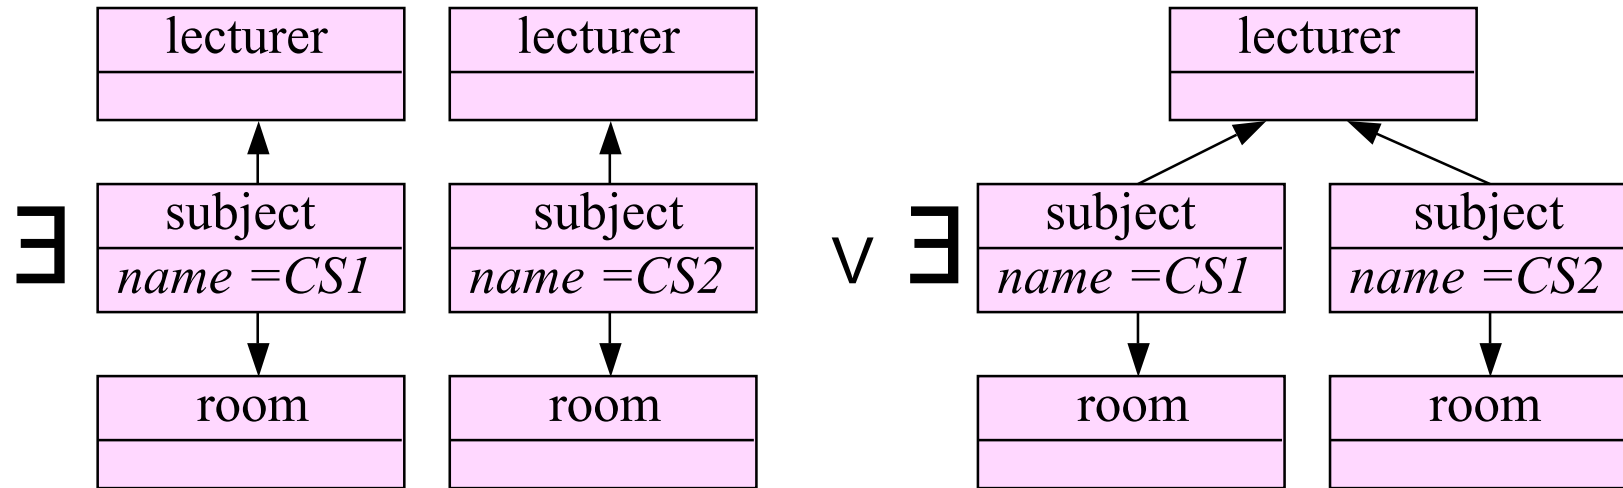 lecturer lecturer lecturer
∃ subject subject ∨ ∃ subject subject
name =CS1 name =CS2 name =CS1 name =CS2
room room room room